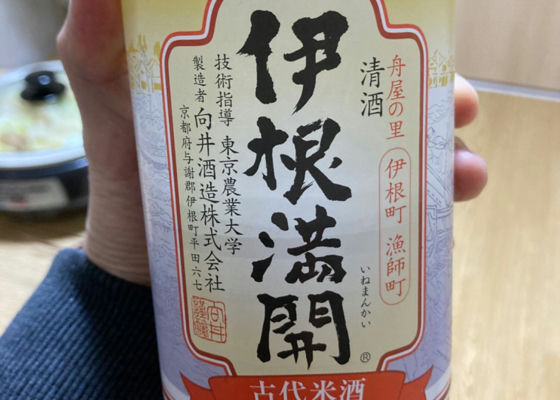 舟屋の里 伊根町 漁師町
清酒
伊根満開®
いねまんかい
技術指導 東京農業大学
製造者 向井酒造株式会社
京都府与謝郡伊根町平田六七
古代米酒